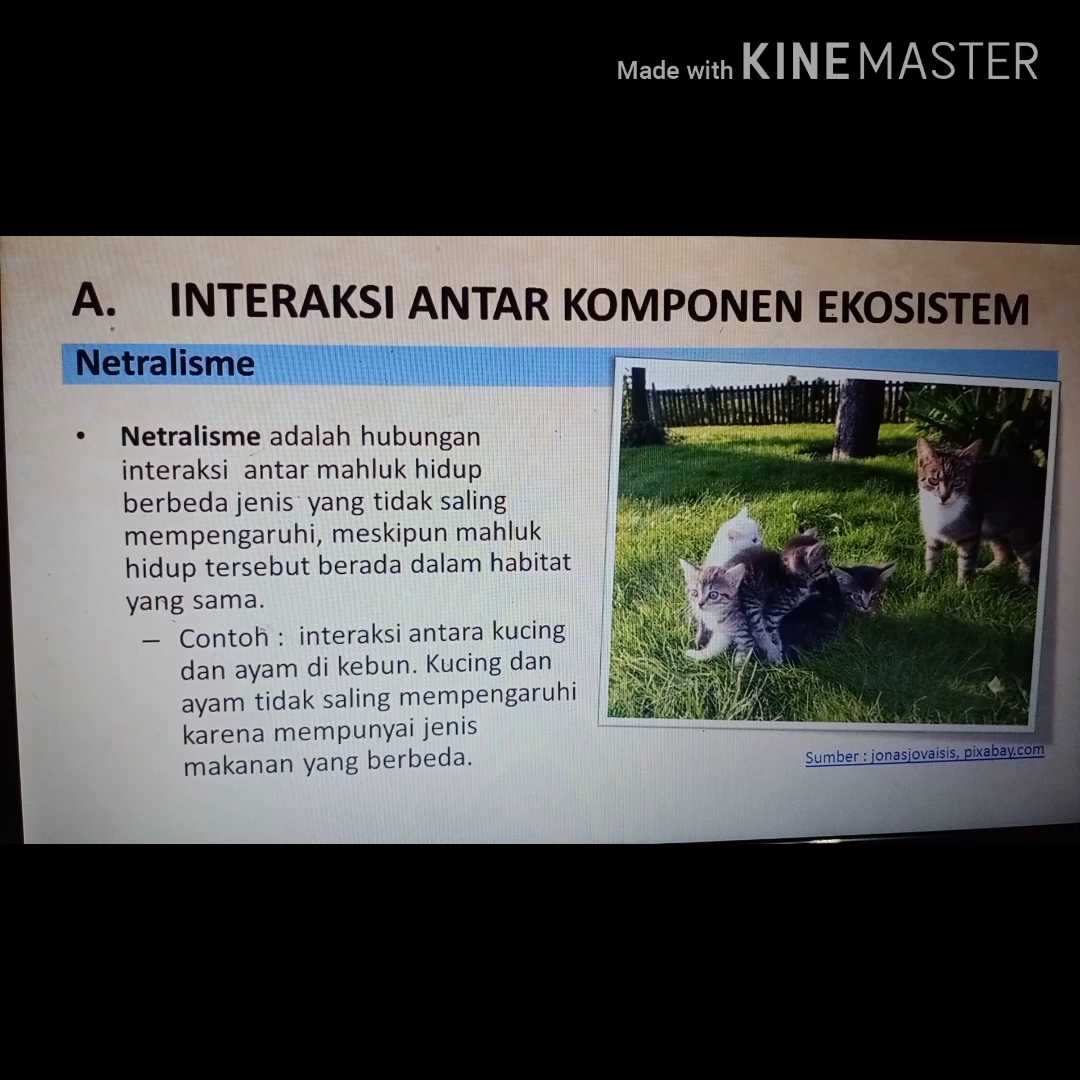 Made with KINEMASTER
A. INTERAKSI ANTAR KOMPONEN EKOSISTEM
Netralisme
• Netralisme adalah hubungan
interaksi antar mahluk hidup
berbeda jenis yang tidak saling
mempengaruhi, meskipun mahluk
hidup tersebut berada dalam habitat
yang sama.
– Contoh : interaksi antara kucing
dan ayam di kebun. Kucing dan
ayam tidak saling mempengaruhi
karena mempunyai jenis
makanan yang berbeda.
Sumber : jonasjovaisis, pixabay.com